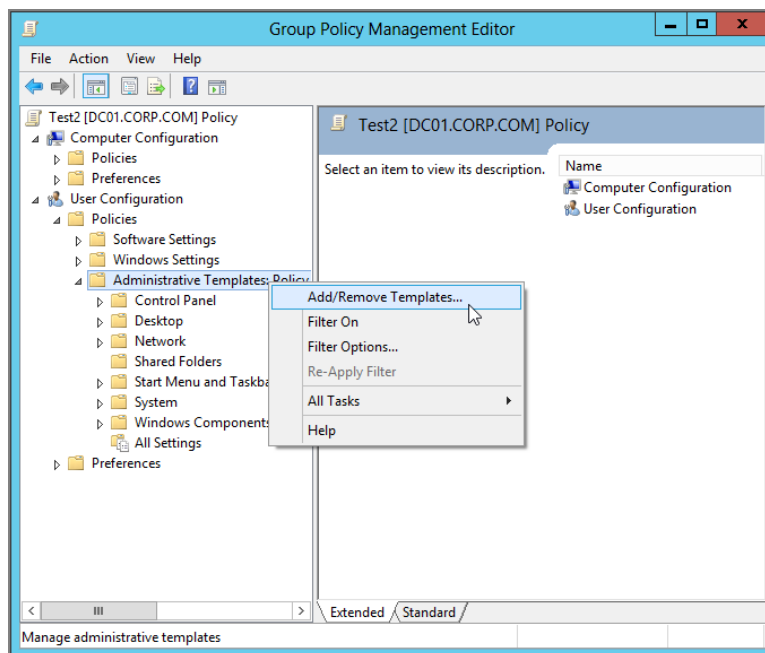 Group Policy Management Editor
File Action View Help
Test2 [DC01.CORP.COM] Policy
Computer Configuration
Policies
Preferences
User Configuration
Policies
Software Settings
Windows Settings
Administrative Templates: Policy
Control Panel
Desktop
Network
Shared Folders
Start Menu and Taskba
System
Windows Components
All Settings
Preferences
Test2 [DC01.CORP.COM] Policy
Select an item to view its description.
Name
Computer Configuration
User Configuration
Add/Remove Templates...
Filter On
Filter Options...
Re-Apply Filter
All Tasks
Help
Extended Standard
Manage administrative templates